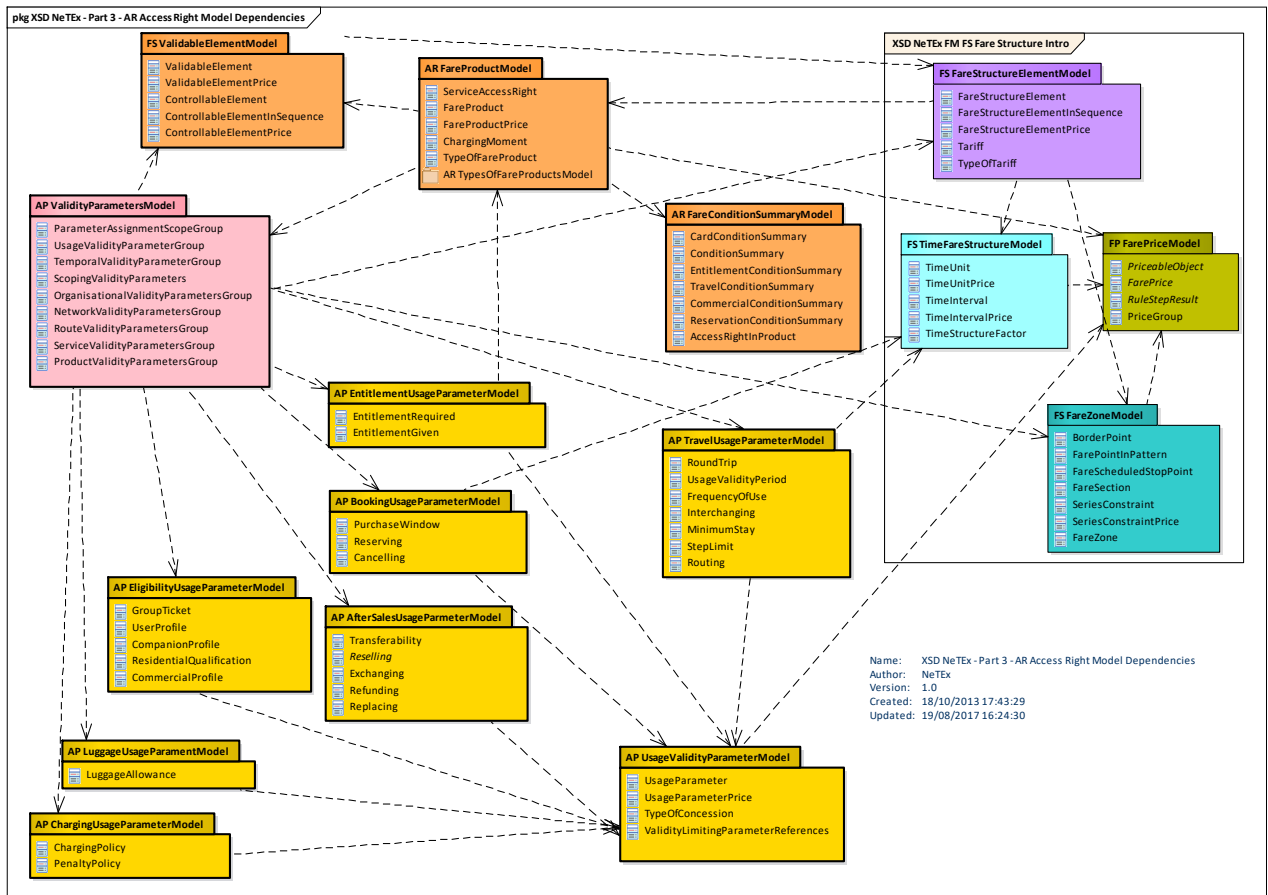 pkg XSD NeTEx - Part 3 - AR Access Right Model Dependencies
FS ValidableElementModel
ValidableElement
ValidableElementPrice
ControllableElement
ControllableElementInSequence
ControllableElementPrice
AR FareProductModel
ServiceAccessRight
FareProduct
FareProductPrice
ChargingMoment
TypeOfFareProduct
AR TypesOfFareProductsModel
XSD NeTEx FM FS Fare Structure Intro
FS FareStructureElementModel
FareStructureElement
FareStructureElementInSequence
FareStructureElementPrice
Tariff
TypeOfTariff
AP ValidityParametersModel
ParameterAssignmentScopeGroup
UsageValidityParameterGroup
TemporalValidityParameterGroup
ScopingValidityParameters
OrganisationalValidityParametersGroup
NetworkValidityParametersGroup
RouteValidityParametersGroup
ServiceValidityParametersGroup
ProductValidityParametersGroup
AR FareConditionSummaryModel
CardConditionSummary
ConditionSummary
EntitlementConditionSummary
TravelConditionSummary
CommercialConditionSummary
ReservationConditionSummary
AccessRightInProduct
FS TimeFareStructureModel
TimeUnit
TimeUnitPrice
TimeInterval
TimeIntervalPrice
TimeStructureFactor
FP FarePriceModel
PriceableObject
FarePrice
RuleStepResult
PriceGroup
AP EntitlementUsageParameterModel
EntitlementRequired
EntitlementGiven
AP TravelUsageParameterModel
RoundTrip
UsageValidityPeriod
FrequencyOfUse
Interchanging
MinimumStay
StepLimit
Routing
FS FareZoneModel
BorderPoint
FarePointInPattern
FareScheduledStopPoint
FareSection
SeriesConstraint
SeriesConstraintPrice
FareZone
AP BookingUsageParameterModel
PurchaseWindow
Reserving
Cancelling
AP EligibilityUsageParameterModel
GroupTicket
UserProfile
CompanionProfile
ResidentialQualification
CommercialProfile
AP AfterSalesUsageParmeterModel
Transferability
Reselling
Exchanging
Refunding
Replacing
Name: XSD NeTEx - Part 3 - AR Access Right Model Dependencies
Author: NeTEx
Version: 1.0
Created: 18/10/2013 17:43:29
Updated: 19/08/2017 16:24:30
AP LuggageUsageParamentModel
LuggageAllowance
AP UsageValidityParameterModel
UsageParameter
UsageParameterPrice
TypeOfConcession
ValidityLimitingParameterReferences
AP ChargingUsageParameterModel
ChargingPolicy
PenaltyPolicy